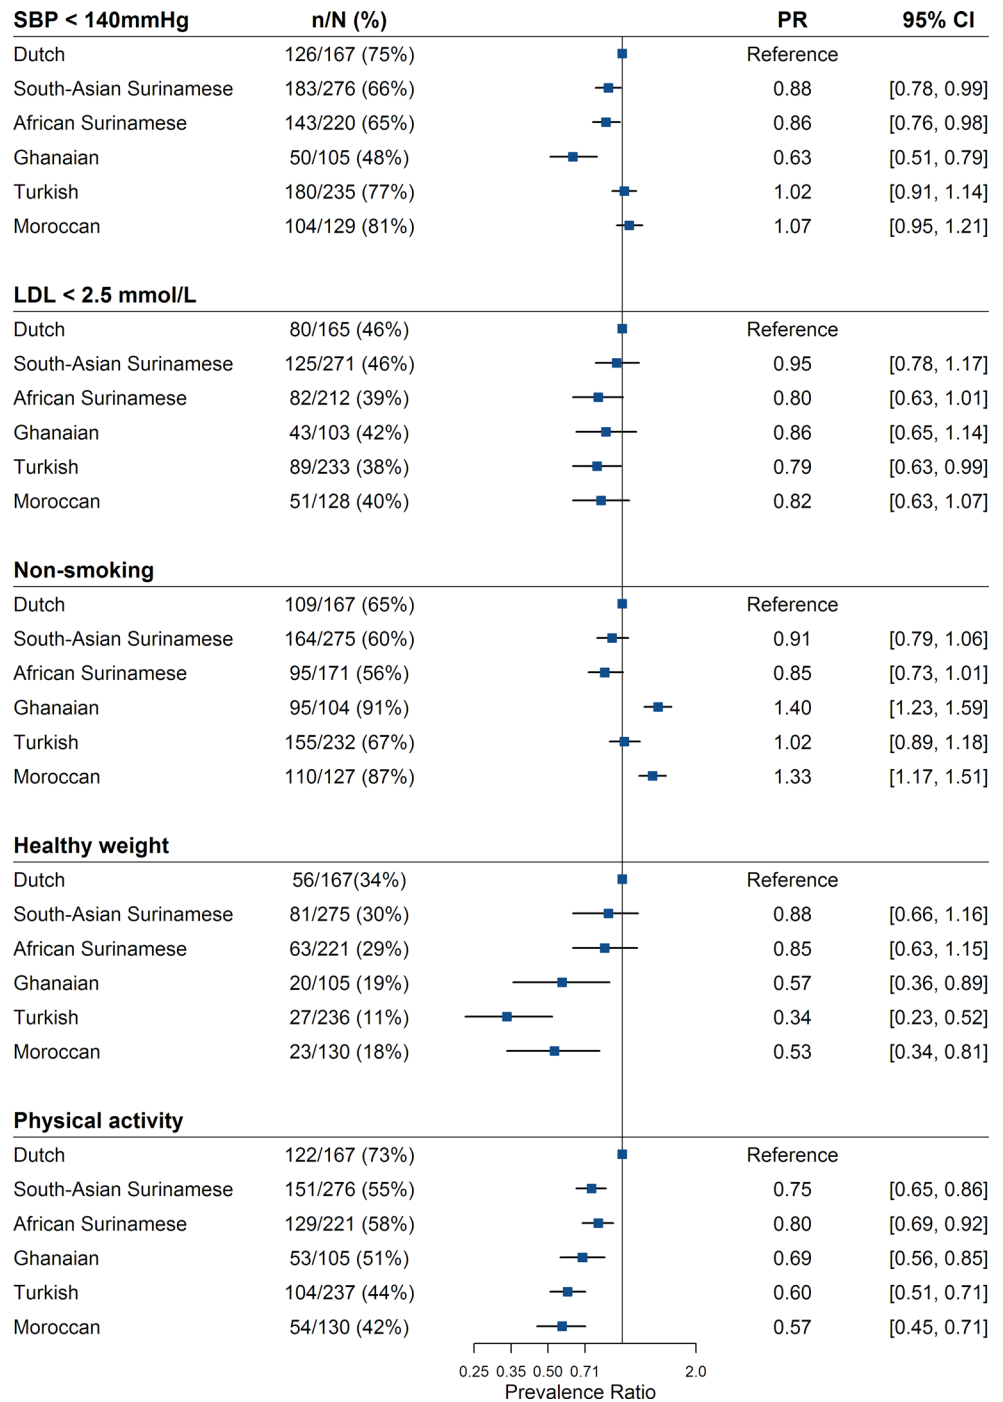 SBP < 140mmHg n/N (%) PR 95% CI
Dutch 126/167 (75%) Reference
South-Asian Surinamese 183/276 (66%) 0.88 [0.78, 0.99]
African Surinamese 143/220 (65%) 0.86 [0.76, 0.98]
Ghanaian 50/105 (48%) 0.63 [0.51, 0.79]
Turkish 180/235 (77%) 1.02 [0.91, 1.14]
Moroccan 104/129 (81%) 1.07 [0.95, 1.21]
LDL < 2.5 mmol/L
Dutch 80/165 (46%) Reference
South-Asian Surinamese 125/271 (46%) 0.95 [0.78, 1.17]
African Surinamese 82/212 (39%) 0.80 [0.63, 1.01]
Ghanaian 43/103 (42%) 0.86 [0.65, 1.14]
Turkish 89/233 (38%) 0.79 [0.63, 0.99]
Moroccan 51/128 (40%) 0.82 [0.63, 1.07]
Non-smoking
Dutch 109/167 (65%) Reference
South-Asian Surinamese 164/275 (60%) 0.91 [0.79, 1.06]
African Surinamese 95/171 (56%) 0.85 [0.73, 1.01]
Ghanaian 95/104 (91%) 1.40 [1.23, 1.59]
Turkish 155/232 (67%) 1.02 [0.89, 1.18]
Moroccan 110/127 (87%) 1.33 [1.17, 1.51]
Healthy weight
Dutch 56/167(34%) Reference
South-Asian Surinamese 81/275 (30%) 0.88 [0.66, 1.16]
African Surinamese 63/221 (29%) 0.85 [0.63, 1.15]
Ghanaian 20/105 (19%) 0.57 [0.36, 0.89]
Turkish 27/236 (11%) 0.34 [0.23, 0.52]
Moroccan 23/130 (18%) 0.53 [0.34, 0.81]
Physical activity
Dutch 122/167 (73%) Reference
South-Asian Surinamese 151/276 (55%) 0.75 [0.65, 0.86]
African Surinamese 129/221 (58%) 0.80 [0.69, 0.92]
Ghanaian 53/105 (51%) 0.69 [0.56, 0.85]
Turkish 104/237 (44%) 0.60 [0.51, 0.71]
Moroccan 54/130 (42%) 0.57 [0.45, 0.71]
0.25 0.35 0.50 0.71 2.0
Prevalence Ratio